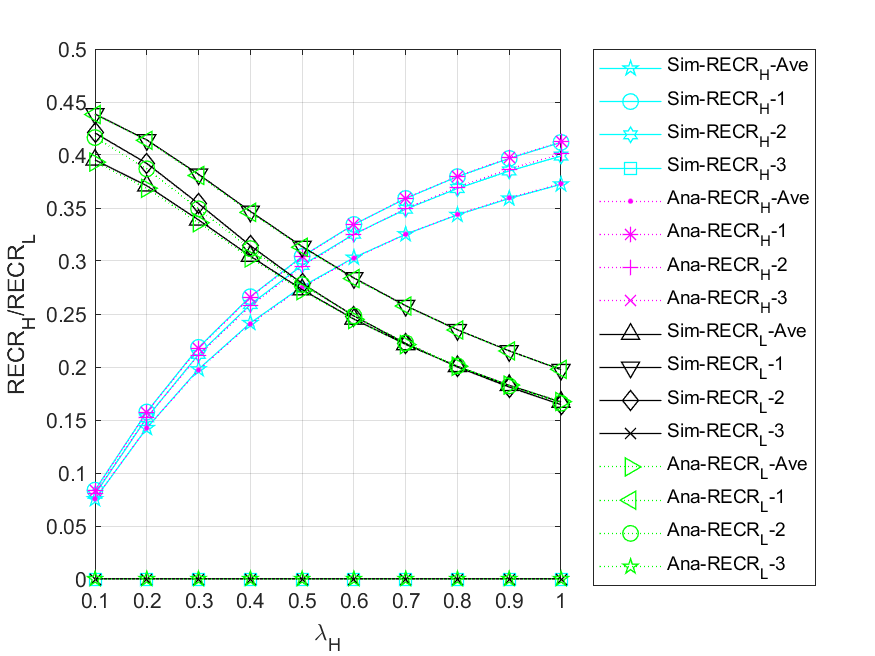 RECR_H/RECR_L
0.5
0.45
0.4
0.35
0.3
0.25
0.2
0.15
0.1
0.05
0
0.1 0.2 0.3 0.4 0.5 0.6 0.7 0.8 0.9 1
λ_H
Sim-RECR_H-Ave
Sim-RECR_H-1
Sim-RECR_H-2
Sim-RECR_H-3
Ana-RECR_H-Ave
Ana-RECR_H-1
Ana-RECR_H-2
Ana-RECR_H-3
Sim-RECR_L-Ave
Sim-RECR_L-1
Sim-RECR_L-2
Sim-RECR_L-3
Ana-RECR_L-Ave
Ana-RECR_L-1
Ana-RECR_L-2
Ana-RECR_L-3